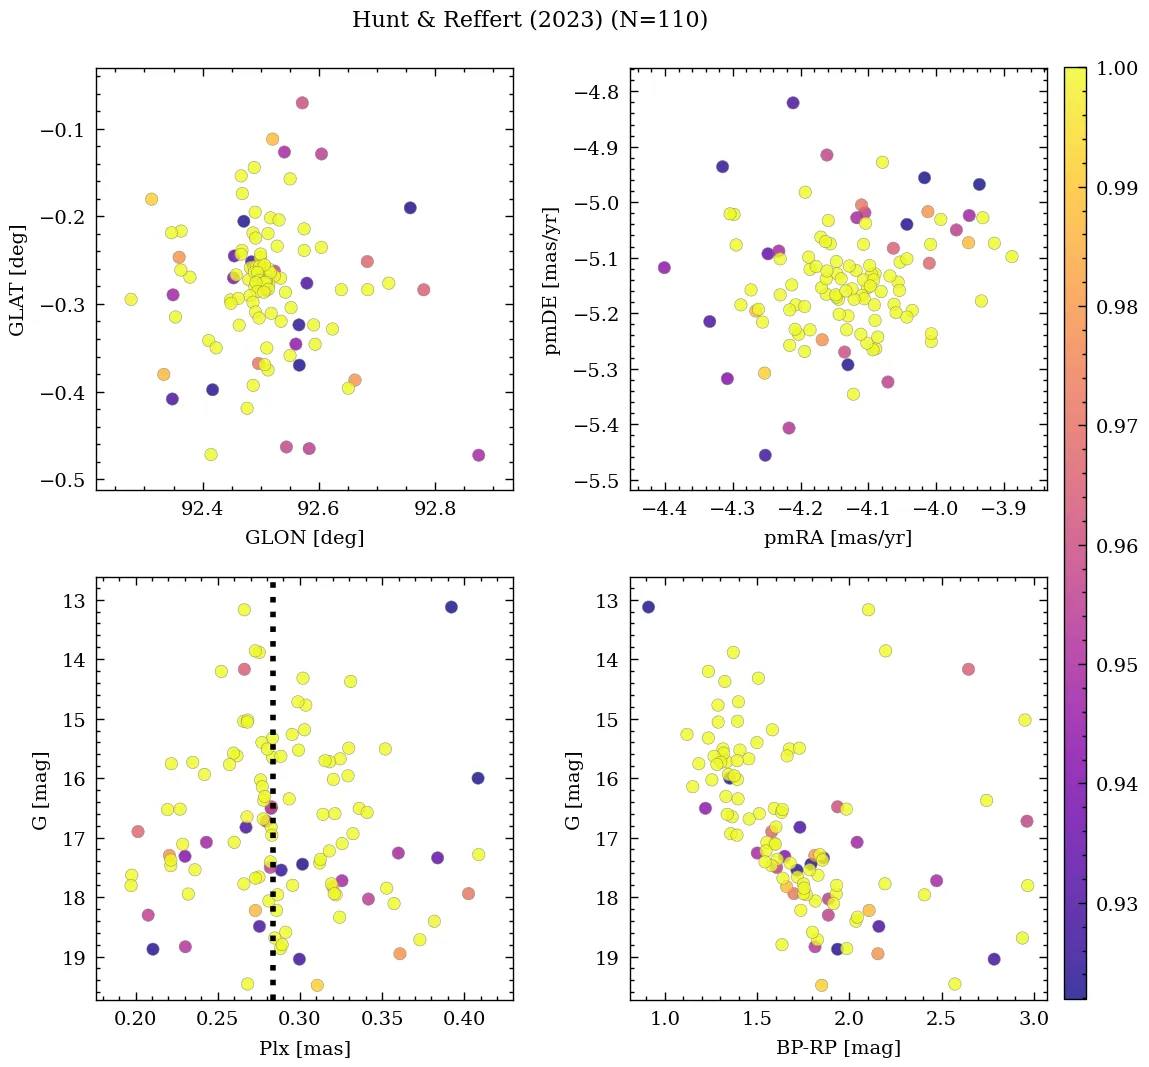 Hunt & Reffert (2023) (N=110)
−0.1
−0.2
−0.3
−0.4
−0.5
GLAT [deg]
92.4 92.6 92.8
GLON [deg]
−4.8
−4.9
−5.0
−5.1
−5.2
−5.3
−5.4
−5.5
pmDE [mas/yr]
−4.4 −4.3 −4.2 −4.1 −4.0 −3.9
pmRA [mas/yr]
13
14
15
16
17
18
19
G [mag]
0.20 0.25 0.30 0.35 0.40
Plx [mas]
13
14
15
16
17
18
19
G [mag]
1.0 1.5 2.0 2.5 3.0
BP-RP [mag]
1.00
0.99
0.98
0.97
0.96
0.95
0.94
0.93